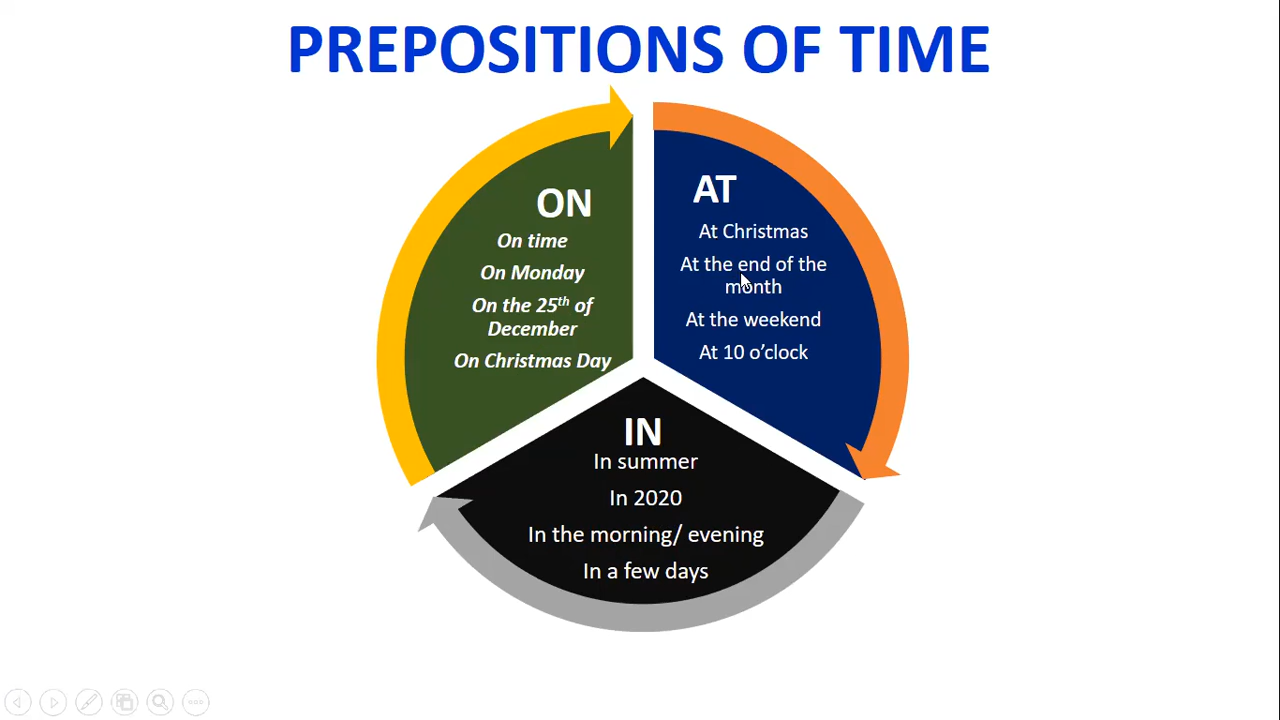 PREPOSITIONS OF TIME
ON
On time
On Monday
On the 25th of
December
On Christmas Day
AT
At Christmas
At the end of the
month
At the weekend
At 10 o’clock
IN
In summer
In 2020
In the morning/ evening
In a few days